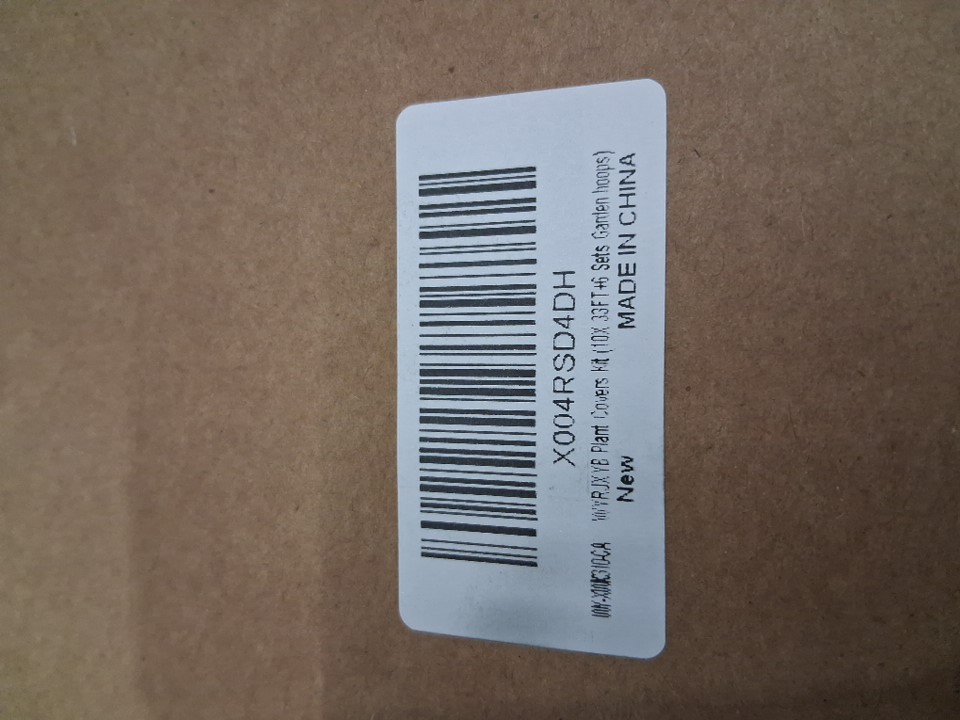 X004RSD4DH
Plant Covers Kit (10X 33FT+6 Sets Garden hoops)
New MADE IN CHINA